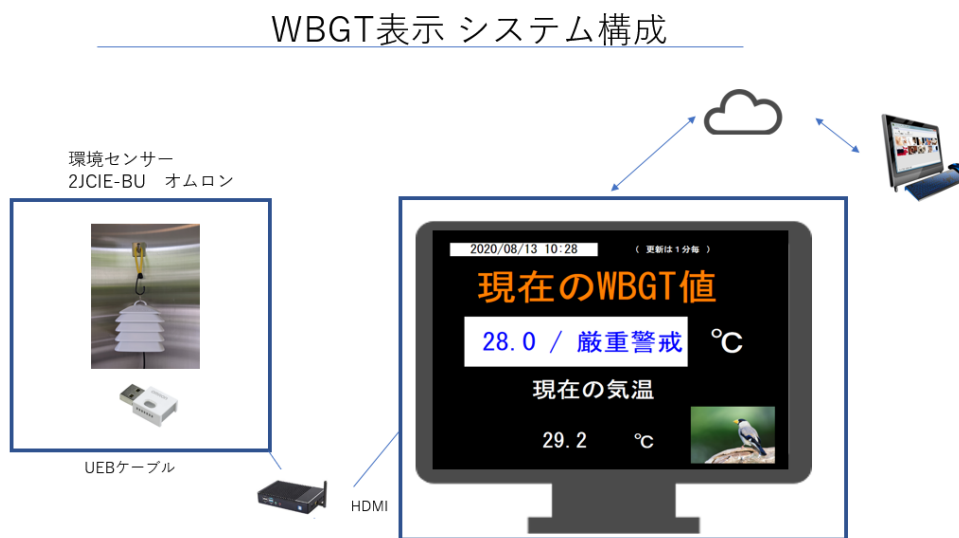 WBGT表示 システム構成
環境センサー
2JCIE-BU　オムロン
UEBケーブル
HDMI
2020/08/13 10:28 （ 更新は１分毎 ）
現在のWBGT値
28.0 / 厳重警戒 ℃
現在の気温
29.2 ℃